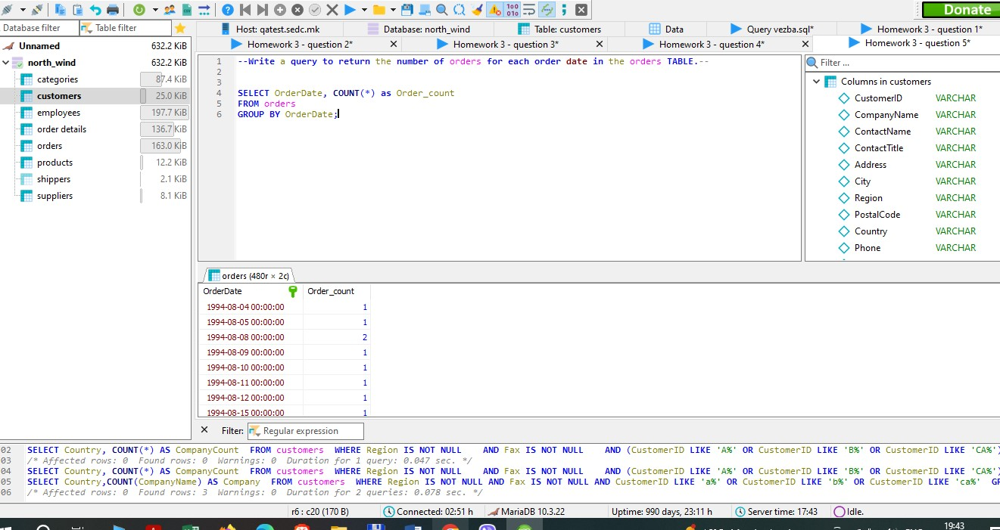 Donate
Database filter
Table filter
Host: qatest.sedc.mk
Database: north_wind
Table: customers
Data
Query vezba.sql*
Homework 3 - question 1*
Homework 3 - question 2*
Homework 3 - question 3*
Homework 3 - question 4*
Homework 3 - question 5*
Unnamed 632.2 KiB
north_wind 632.2 KiB
categories 87.4 KiB
customers 25.0 KiB
employees 197.7 KiB
order details 136.7 KiB
orders 163.0 KiB
products 12.2 KiB
shippers 2.1 KiB
suppliers 8.1 KiB
1 --Write a query to return the number of orders for each order date in the orders TABLE.--
2
3
4 SELECT OrderDate, COUNT(*) as Order_count
5 FROM orders
6 GROUP BY OrderDate;
Filter ...
Columns in customers
CustomerID VARCHAR
CompanyName VARCHAR
ContactName VARCHAR
ContactTitle VARCHAR
Address VARCHAR
City VARCHAR
Region VARCHAR
PostalCode VARCHAR
Country VARCHAR
Phone VARCHAR
orders (480r × 2c)
OrderDate Order_count
1994-08-04 00:00:00 1
1994-08-05 00:00:00 1
1994-08-08 00:00:00 2
1994-08-09 00:00:00 1
1994-08-10 00:00:00 1
1994-08-11 00:00:00 1
1994-08-12 00:00:00 1
1994-08-15 00:00:00 1
Filter: Regular expression
02 SELECT Country, COUNT(*) AS CompanyCount FROM customers WHERE Region IS NOT NULL AND Fax IS NOT NULL AND (CustomerID LIKE 'A%' OR CustomerID LIKE 'B%' OR CustomerID LIKE 'CA%')
03 /* Affected rows: 0 Found rows: 0 Warnings: 0 Duration for 1 query: 0.047 sec. */
04 SELECT Country, COUNT(*) AS CompanyCount FROM customers WHERE Region IS NOT NULL AND Fax IS NOT NULL AND (CustomerID LIKE 'A%' OR CustomerID LIKE 'B%' OR CustomerID LIKE 'CA%')
05 SELECT Country,COUNT(CompanyName) AS Company FROM customers WHERE Region IS NOT NULL AND Fax IS NOT NULL AND CustomerID LIKE 'a%' OR CustomerID LIKE 'b%' OR CustomerID LIKE 'ca%'
06 /* Affected rows: 0 Found rows: 3 Warnings: 0 Duration for 2 queries: 0.078 sec. */
r6 : c20 (170 B)
Connected: 02:51 h
MariaDB 10.3.22
Uptime: 990 days, 23:11 h
Server time: 17:43
Idle.
19:43